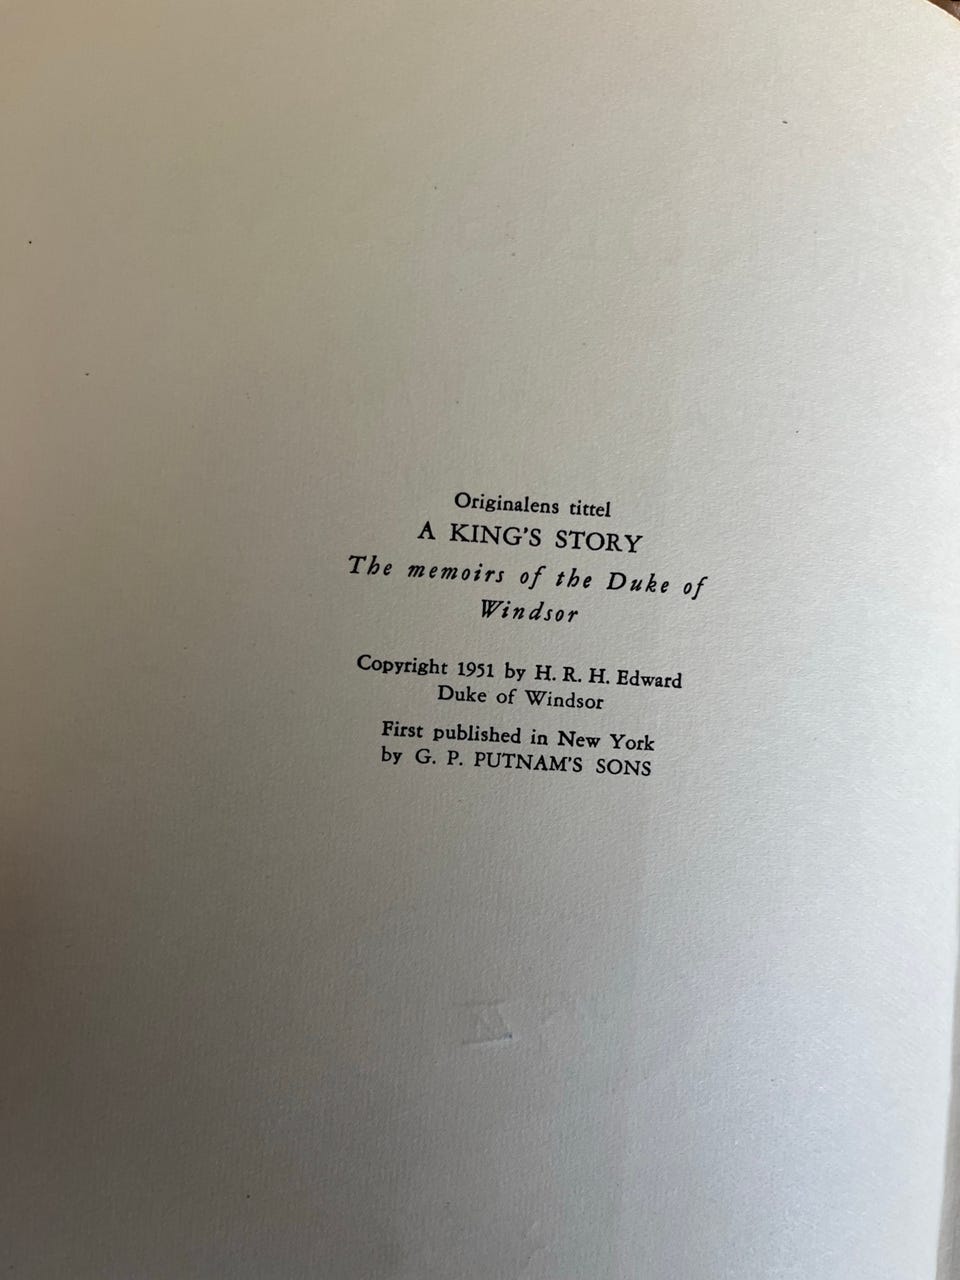 Originalens tittel
A KING'S STORY
The memoirs of the Duke of
Windsor
Copyright 1951 by H. R. H. Edward
Duke of Windsor
First published in New York
by G. P. PUTNAM'S SONS